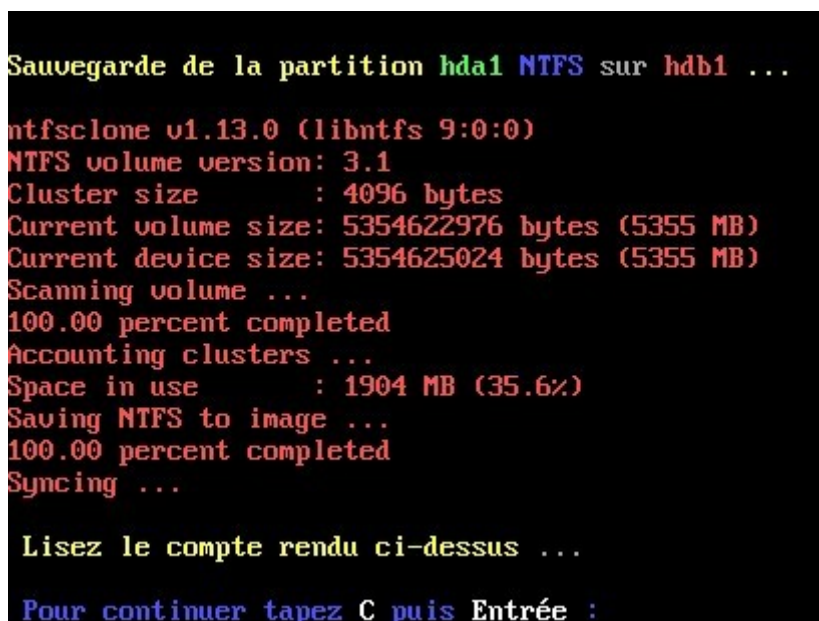 Sauvegarde de la partition hda1 NTFS sur hdb1 ...
ntfsclone v1.13.0 (libntfs 9:0:0)
NTFS volume version: 3.1
Cluster size       : 4096 bytes
Current volume size: 5354622976 bytes (5355 MB)
Current device size: 5354625024 bytes (5355 MB)
Scanning volume ...
100.00 percent completed
Accounting clusters ...
Space in use       : 1904 MB (35.6%)
Saving NTFS to image ...
100.00 percent completed
Syncing ...
Lisez le compte rendu ci-dessus ...
Pour continuer tapez C puis Entrée :